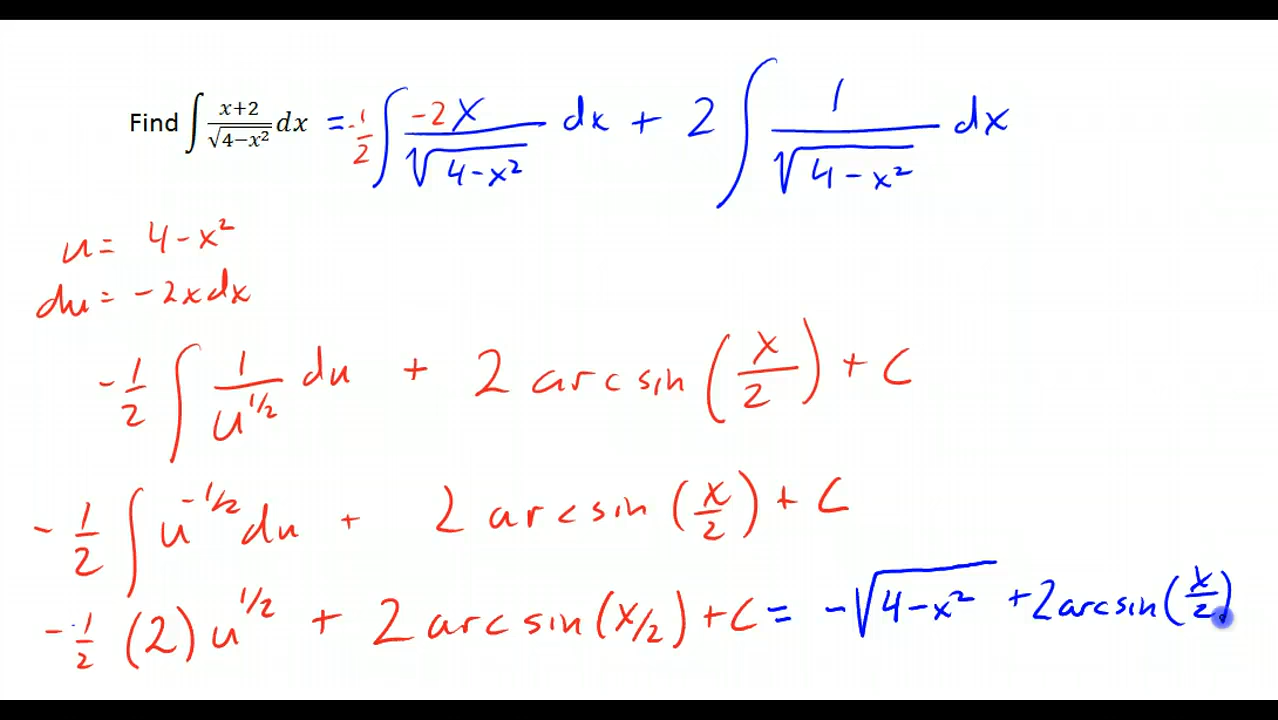 Find ∫ x+2/√4−x² dx = -1/2 ∫ -2x/√4-x² dx + 2 ∫ 1/√4-x² dx
u = 4-x²
du = -2xdx
-1/2 ∫ 1/u^1/2 du + 2 arcsin (x/2) + C
-1/2 ∫ u^-1/2 du + 2 arcsin (x/2) + C
-1/2 (2) u^1/2 + 2 arcsin (x/2) + C = -√4-x² + 2 arcsin (x/2)